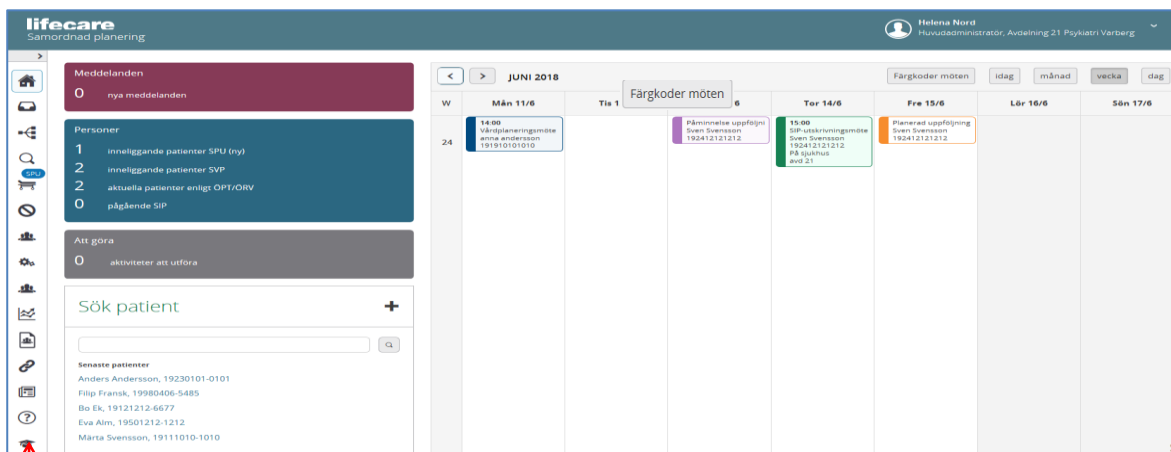 lifecare
Samordnad planering
Helena Nord
Huvudadministratör, Avdelning 21 Psykiatri Varberg
Meddelanden
0 nya meddelanden
Personer
1 inneliggande patienter SPU (ny)
2 inneliggande patienter SVP
2 aktuella patienter enligt ÖPT/ÖRV
0 pågående SIP
Att göra
0 aktiviteter att utföra
Sök patient
Senaste patienter
Anders Andersson, 19230101-0101
Filip Fransk, 19980406-5485
Bo Ek, 19121212-6677
Eva Alm, 19501212-1212
Märta Svensson, 19111010-1010
SPU
JUNI 2018
Färgkoder möten
idag
månad
vecka
dag
Färgkoder möten
W
Mån 11/6
Tis 1
6
Tor 14/6
Fre 15/6
Lör 16/6
Sön 17/6
24
14:00
Vårdplaneringsmöte
anna andersson
191910101010
Påminnelse uppföljni
Sven Svensson
192412121212
15:00
SIP-utskrivningsmöte
Sven Svensson
192412121212
På sjukhus
avd 21
Planerad uppföljning
Sven Svensson
192412121212